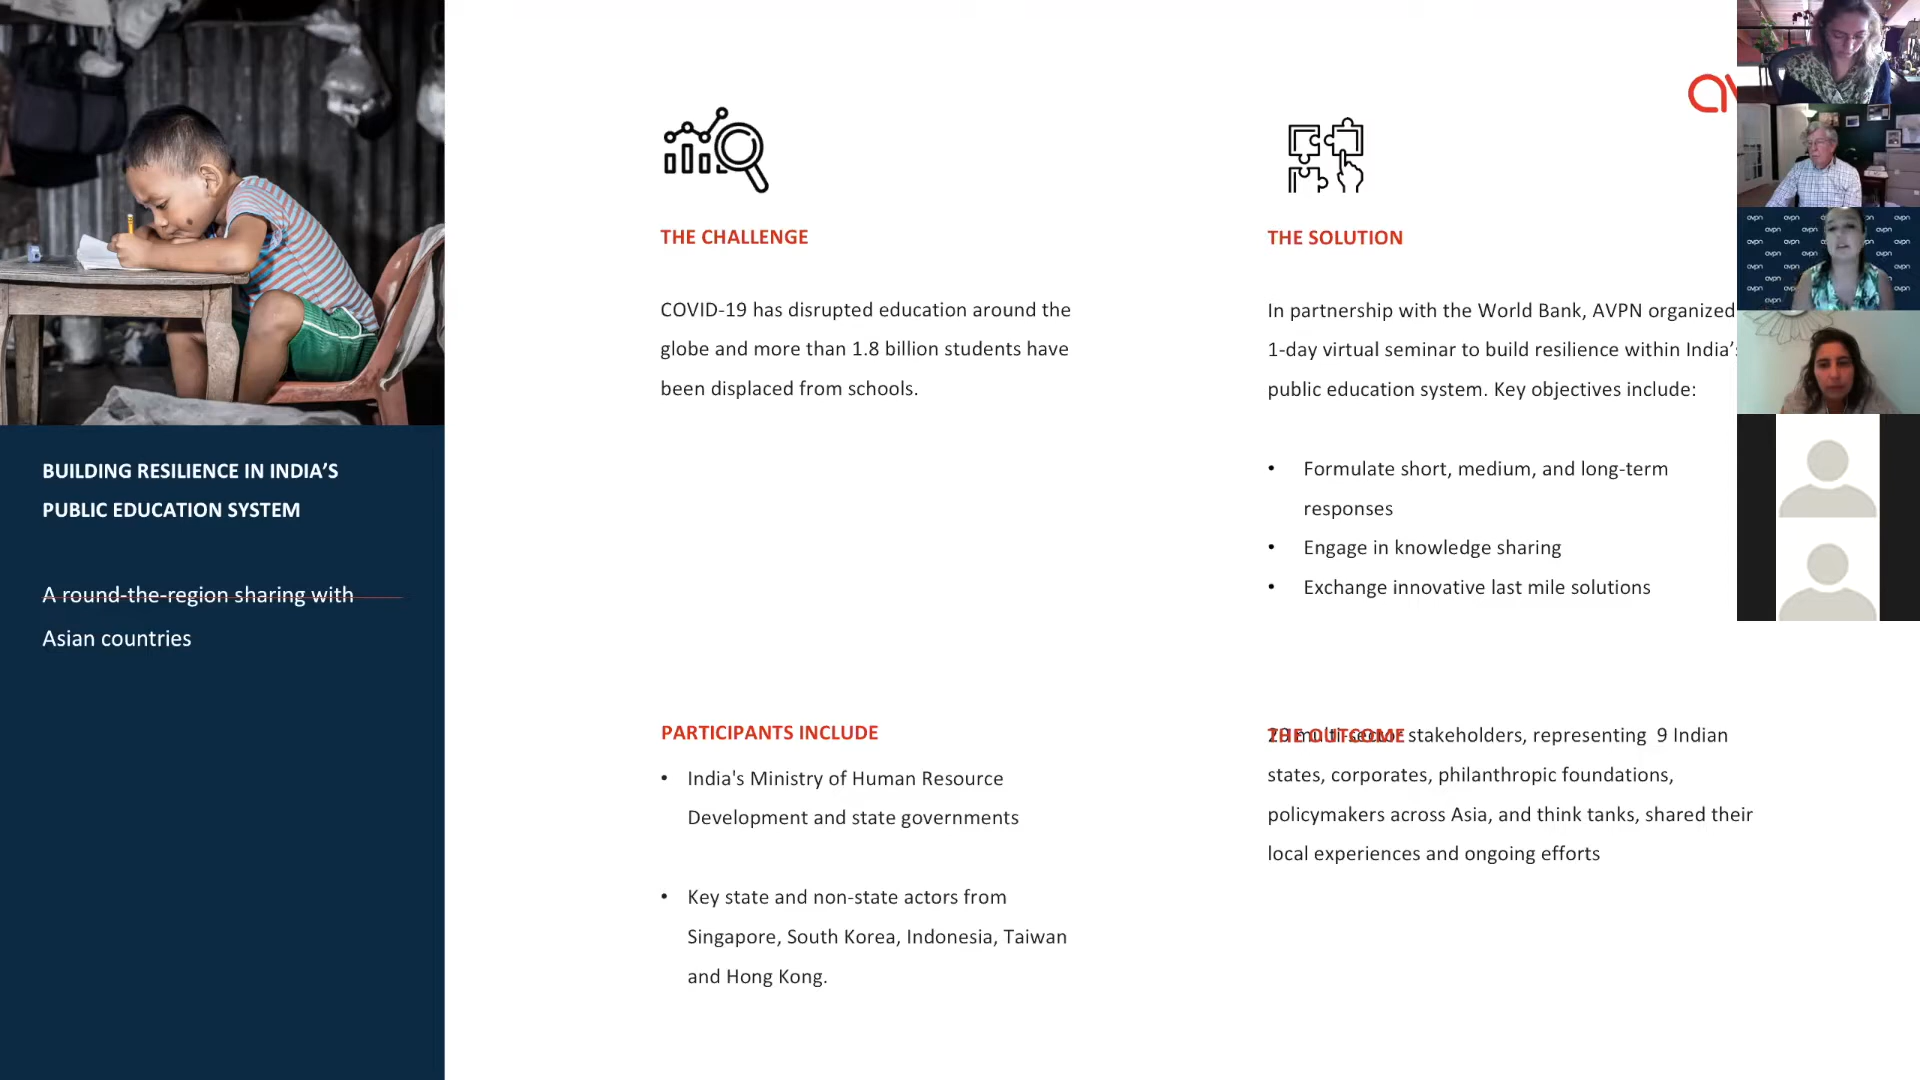 BUILDING RESILIENCE IN INDIA’S
PUBLIC EDUCATION SYSTEM
A round-the-region sharing with
Asian countries
THE CHALLENGE
COVID-19 has disrupted education around the
globe and more than 1.8 billion students have
been displaced from schools.
THE SOLUTION
In partnership with the World Bank, AVPN organized
1-day virtual seminar to build resilience within India’s
public education system. Key objectives include:
• Formulate short, medium, and long-term
responses
• Engage in knowledge sharing
• Exchange innovative last mile solutions
PARTICIPANTS INCLUDE
• India's Ministry of Human Resource
Development and state governments
• Key state and non-state actors from
Singapore, South Korea, Indonesia, Taiwan
and Hong Kong.
THE OUTCOME
multi-sector stakeholders, representing 9 Indian
states, corporates, philanthropic foundations,
policymakers across Asia, and think tanks, shared their
local experiences and ongoing efforts